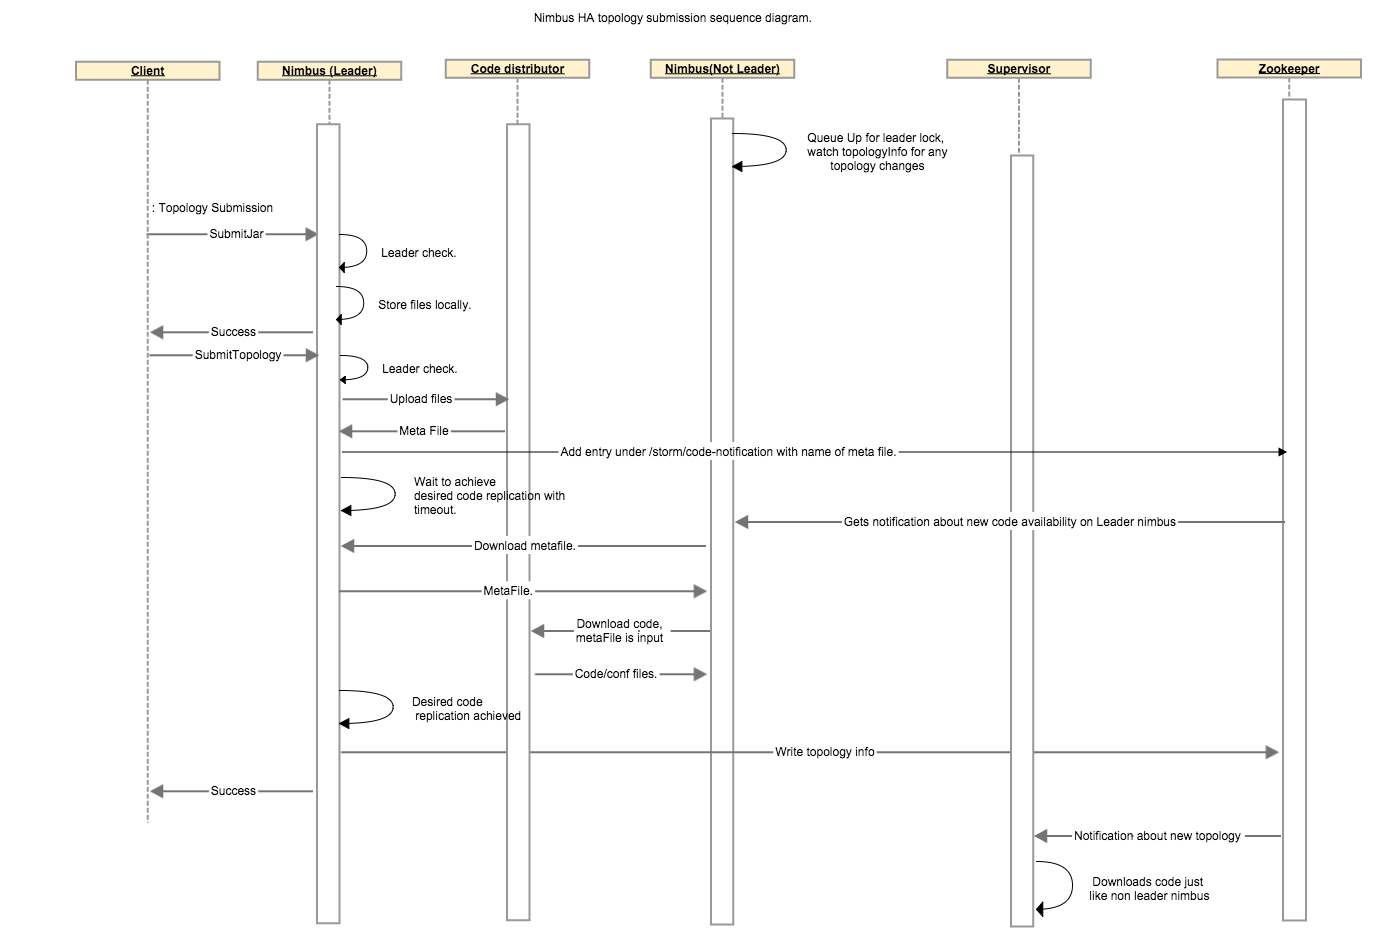 Nimbus HA topology submission sequence diagram.
Client
Nimbus (Leader)
Code distributor
Nimbus(Not Leader)
Supervisor
Zookeeper
Queue Up for leader lock,
watch topologyInfo for any
topology changes
: Topology Submission
SubmitJar
Leader check.
Store files locally.
Success
SubmitTopology
Leader check.
Upload files
Meta File
Add entry under /storm/code-notification with name of meta file.
Wait to achieve
desired code replication with
timeout.
Gets notification about new code availability on Leader nimbus
Download metafile.
MetaFile.
Download code,
metaFile is input
Code/conf files.
Desired code
replication achieved
Write topology info
Success
Notification about new topology
Downloads code just
like non leader nimbus